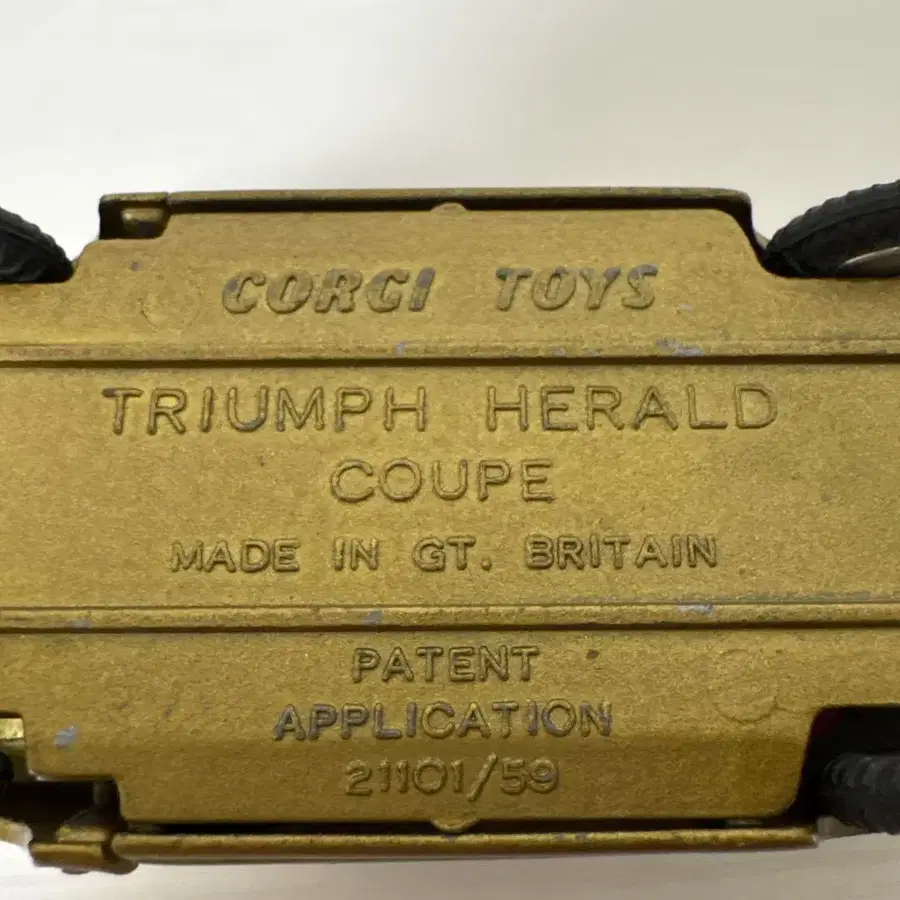 CORGI TOYS
TRIUMPH HERALD
COUPE
MADE IN GT. BRITAIN
PATENT
APPLICATION
21101/59